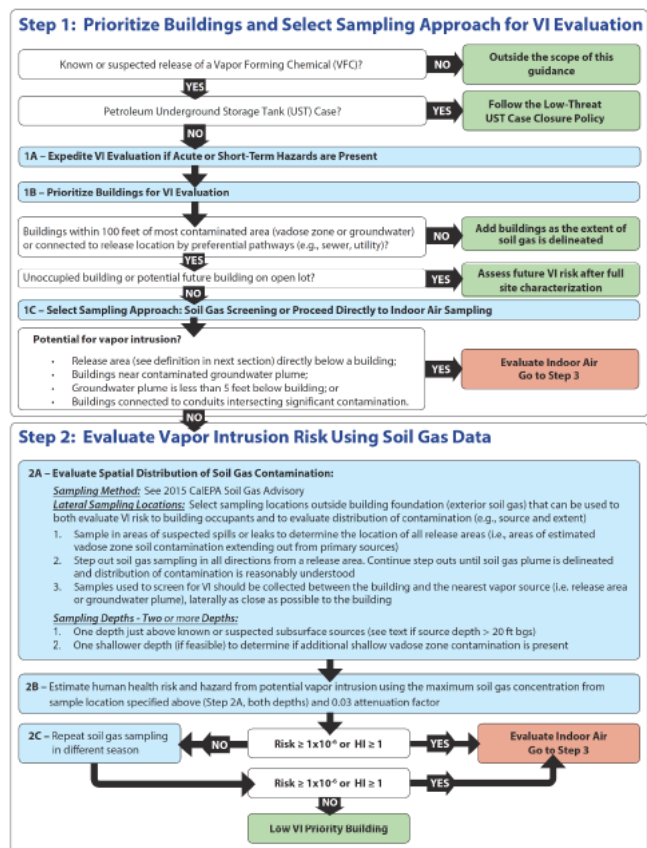 Step 1: Prioritize Buildings and Select Sampling Approach for VI Evaluation
Known or suspected release of a Vapor Forming Chemical (VFC)?
NO
Outside the scope of this
guidance
YES
Petroleum Underground Storage Tank (UST) Case?
YES
Follow the Low-Threat
UST Case Closure Policy
NO
1A – Expedite VI Evaluation if Acute or Short-Term Hazards are Present
1B – Prioritize Buildings for VI Evaluation
Buildings within 100 feet of most contaminated area (vadose zone or groundwater)
or connected to release location by preferential pathways (e.g., sewer, utility)?
NO
Add buildings as the extent of
soil gas is delineated
YES
Unoccupied building or potential future building on open lot?
YES
Assess future VI risk after full
site characterization
NO
1C – Select Sampling Approach: Soil Gas Screening or Proceed Directly to Indoor Air Sampling
Potential for vapor intrusion?
• Release area (see definition in next section) directly below a building;
• Buildings near contaminated groundwater plume;
• Groundwater plume is less than 5 feet below building; or
• Buildings connected to conduits intersecting significant contamination.
YES
Evaluate Indoor Air
Go to Step 3
NO
Step 2: Evaluate Vapor Intrusion Risk Using Soil Gas Data
2A – Evaluate Spatial Distribution of Soil Gas Contamination:
Sampling Method: See 2015 CalEPA Soil Gas Advisory
Lateral Sampling Locations: Select sampling locations outside building foundation (exterior soil gas) that can be used to
both evaluate VI risk to building occupants and to evaluate distribution of contamination (e.g., source and extent)
1. Sample in areas of suspected spills or leaks to determine the location of all release areas (i.e., areas of estimated
vadose zone soil contamination extending out from primary sources)
2. Step out soil gas sampling in all directions from a release area. Continue step outs until soil gas plume is delineated
and distribution of contamination is reasonably understood
3. Samples used to screen for VI should be collected between the building and the nearest vapor source (i.e. release area
or groundwater plume), laterally as close as possible to the building
Sampling Depths - Two or more Depths:
1. One depth just above known or suspected subsurface sources (see text if source depth > 20 ft bgs)
2. One shallower depth (if feasible) to determine if additional shallow vadose zone contamination is present
2B – Estimate human health risk and hazard from potential vapor intrusion using the maximum soil gas concentration from
sample location specified above (Step 2A, both depths) and 0.03 attenuation factor
2C – Repeat soil gas sampling
in different season
NO
Risk ≥ 1x10⁻⁶ or HI ≥ 1
YES
Evaluate Indoor Air
Go to Step 3
Risk ≥ 1x10⁻⁶ or HI ≥ 1
YES
NO
Low VI Priority Building